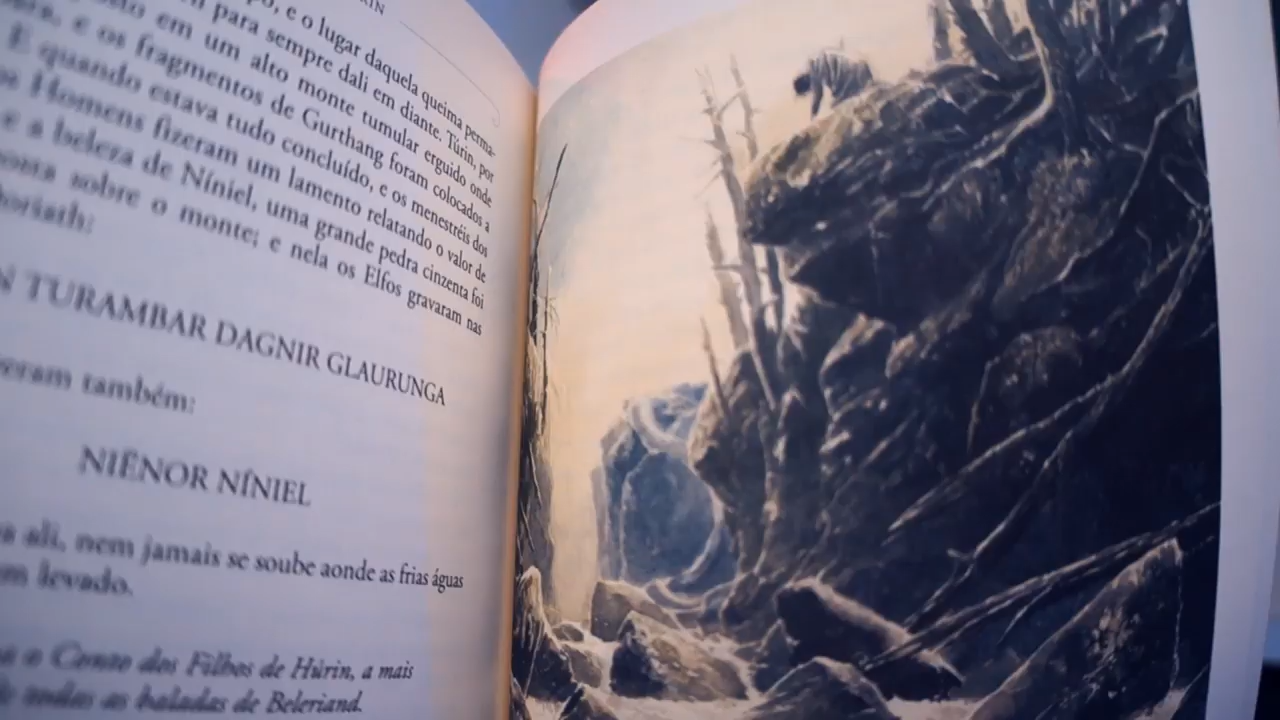 RIN
po, e o lugar daquela queima perma-
para sempre dali em diante. Túrin, por
em um alto monte tumular erguido onde
e os fragmentos de Gurthang foram colocados a
E quando estava tudo concluído, e os menestréis dos
Homens fizeram um lamento relatando o valor de
e a beleza de Níniel, uma grande pedra cinzenta foi
sobre o monte; e nela os Elfos gravaram nas
N TURAMBAR DAGNIR GLAURUNGA
também:
NIËNOR NÍNIEL
ali, nem jamais se soube aonde as frias águas
levado.
o Conto dos Filhos de Húrin, a mais
todas as baladas de Beleriand.